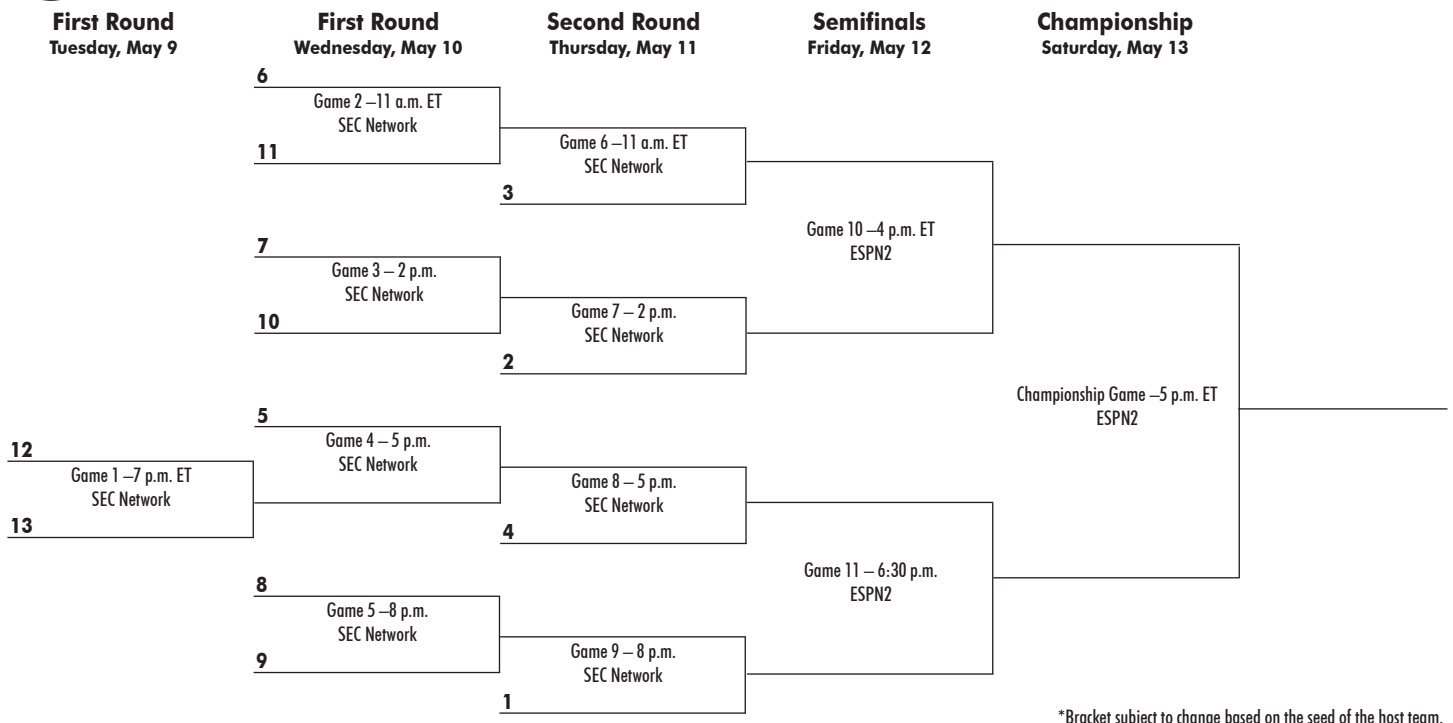 First Round
Tuesday, May 9
First Round
Wednesday, May 10
Second Round
Thursday, May 11
Semifinals
Friday, May 12
Championship
Saturday, May 13
6
Game 2 –11 a.m. ET
SEC Network
11
Game 6 –11 a.m. ET
SEC Network
3
7
Game 3 – 2 p.m.
SEC Network
10
Game 7 – 2 p.m.
SEC Network
2
Game 10 –4 p.m. ET
ESPN2
12
Game 1 –7 p.m. ET
SEC Network
13
5
Game 4 – 5 p.m.
SEC Network
Game 8 – 5 p.m.
SEC Network
4
8
Game 5 –8 p.m.
SEC Network
9
Game 9 – 8 p.m.
SEC Network
1
Game 11 – 6:30 p.m.
ESPN2
Championship Game –5 p.m. ET
ESPN2
*Bracket subject to change based on the seed of the host team.